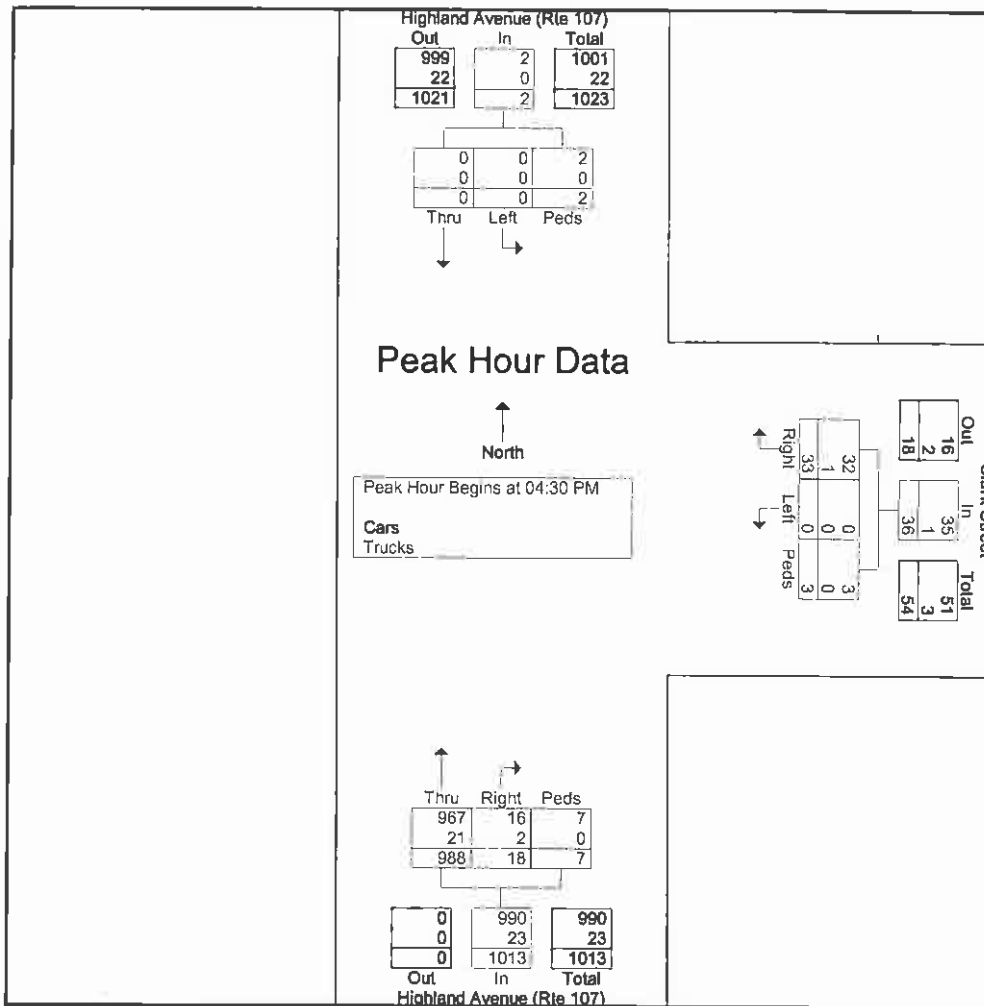 Highland Avenue (Rte 107)
Out In Total
999 2 1001
22 0 22
1021 2 1023
0 0 2
0 0 0
0 0 2
Thru Left Peds
Peak Hour Data
North
Peak Hour Begins at 04:30 PM
Cars
Trucks
Out In Total
16 35 51
2 1 3
18 36 54
32 0 3
1 0 0
33 0 3
Right Left Peds
Thru Right Peds
967 16 7
21 2 0
988 18 7
0 990 990
0 23 23
0 1013 1013
Out In Total
Highland Avenue (Rte 107)